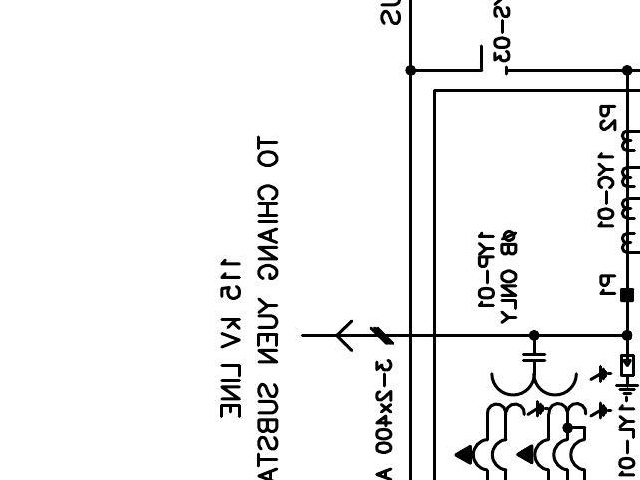 115 kV LINE
TO CHIANG YUEN SUBSTA
US
3-2x400 A
1YP-01
ØB ONLY
YS-03
P2
1YC-01
P1
1YL-01